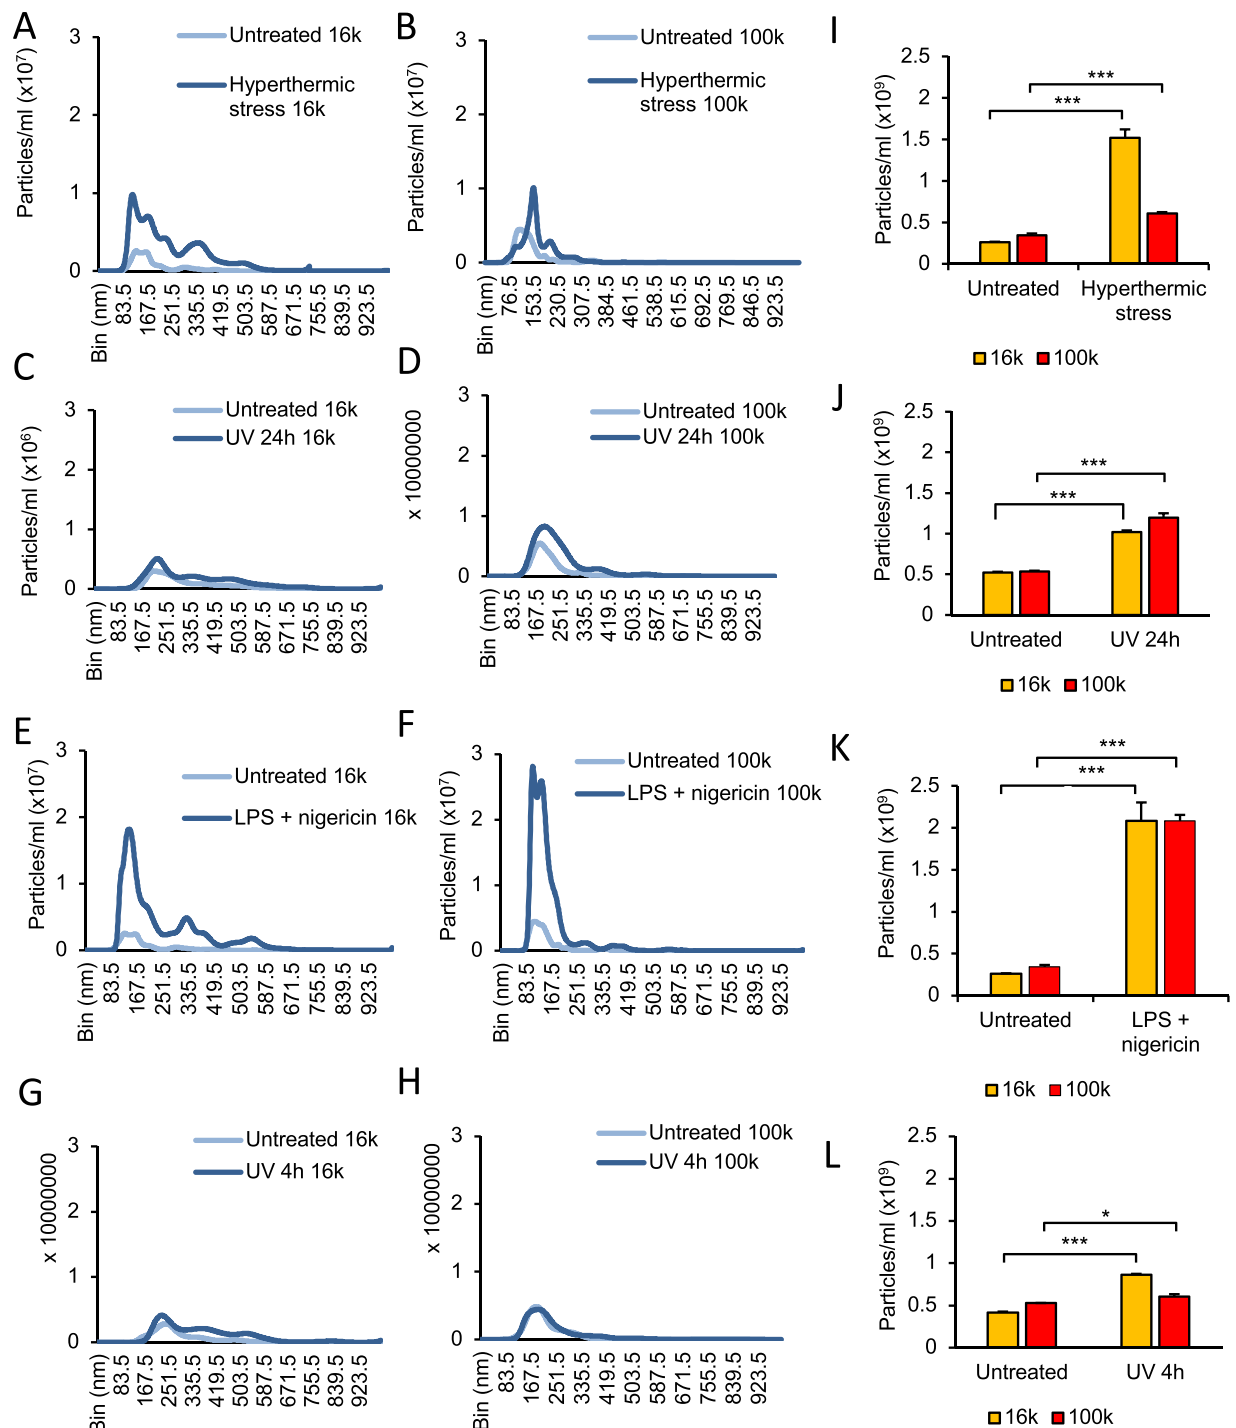 A
3
2
1
0
Particles/ml (x10⁷)
Untreated 16k
Hyperthermic
stress 16k
Bin (nm)
83.5
167.5
251.5
335.5
419.5
503.5
587.5
671.5
755.5
839.5
923.5
B
3
2
1
0
Particles/ml (x10⁷)
Untreated 100k
Hyperthermic
stress 100k
Bin (nm)
76.5
153.5
230.5
307.5
384.5
461.5
538.5
615.5
692.5
769.5
846.5
923.5
I
2.5
2
1.5
1
0.5
0
Particles/ml (x10⁹)
***
***
Untreated
Hyperthermic
stress
16k
100k
C
3
2
1
0
Particles/ml (x10⁶)
Untreated 16k
UV 24h 16k
Bin (nm)
83.5
167.5
251.5
335.5
419.5
503.5
587.5
671.5
755.5
839.5
923.5
D
3
2
1
0
x 10000000
Untreated 100k
UV 24h 100k
Bin (nm)
83.5
167.5
251.5
335.5
419.5
503.5
587.5
671.5
755.5
839.5
923.5
J
2.5
2
1.5
1
0.5
0
Particles/ml (x10⁹)
***
***
Untreated
UV 24h
16k
100k
E
3
2
1
0
Particles/ml (x10⁷)
Untreated 16k
LPS + nigericin 16k
Bin (nm)
83.5
167.5
251.5
335.5
419.5
503.5
587.5
671.5
755.5
839.5
923.5
F
3
2
1
0
Particles/ml (x10⁷)
Untreated 100k
LPS + nigericin 100k
Bin (nm)
83.5
167.5
251.5
335.5
419.5
503.5
587.5
671.5
755.5
839.5
923.5
K
2.5
2
1.5
1
0.5
0
Particles/ml (x10⁹)
***
***
Untreated
LPS +
nigericin
16k
100k
G
3
2
1
0
x 10000000
Untreated 16k
UV 4h 16k
Bin (nm)
83.5
167.5
251.5
335.5
419.5
503.5
587.5
671.5
755.5
839.5
923.5
H
3
2
1
0
x 10000000
Untreated 100k
UV 4h 100k
Bin (nm)
83.5
167.5
251.5
335.5
419.5
503.5
587.5
671.5
755.5
839.5
923.5
L
2.5
2
1.5
1
0.5
0
Particles/ml (x10⁹)
*
***
Untreated
UV 4h
16k
100k